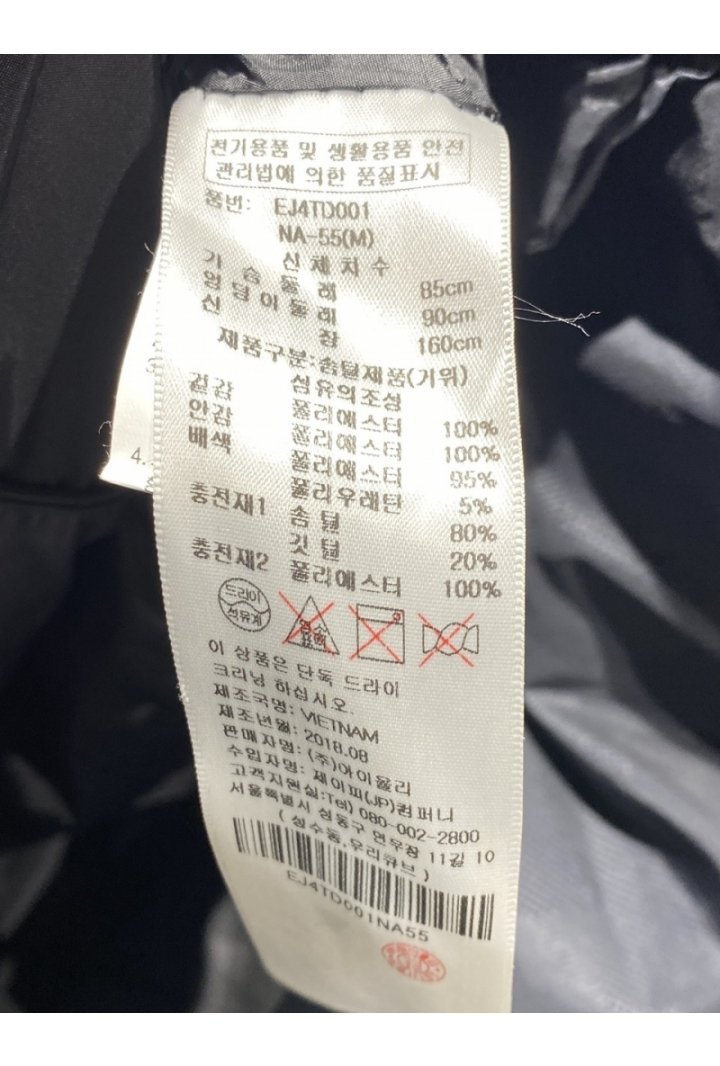 전기용품 및 생활용품 안전
관리법에 의한 품질표시
품번: EJ4TD001
NA-55(M)
신체치수
가슴둘레 85cm
엉덩이둘레 90cm
신장 160cm
제품구분:솜털제품(거위)
섬유의조성
겉감 폴리에스터 100%
안감 폴리에스터 100%
배색 폴리에스터 95%
폴리우레탄 5%
충전재1 솜털 80%
깃털 20%
충전재2 폴리에스터 100%
드라이
석유계
염소
표백
이 상품은 단독 드라이
크리닝 하십시오.
제조국명: VIETNAM
제조년월: 2018.08
판매자명: (주)아이올리
수입자명: 제이피(JP)컴퍼니
고객지원실:Tel) 080-002-2800
서울특별시 성동구 연무장 11길 10
(성수동,우리큐브)
EJ4TD001NA55
4.